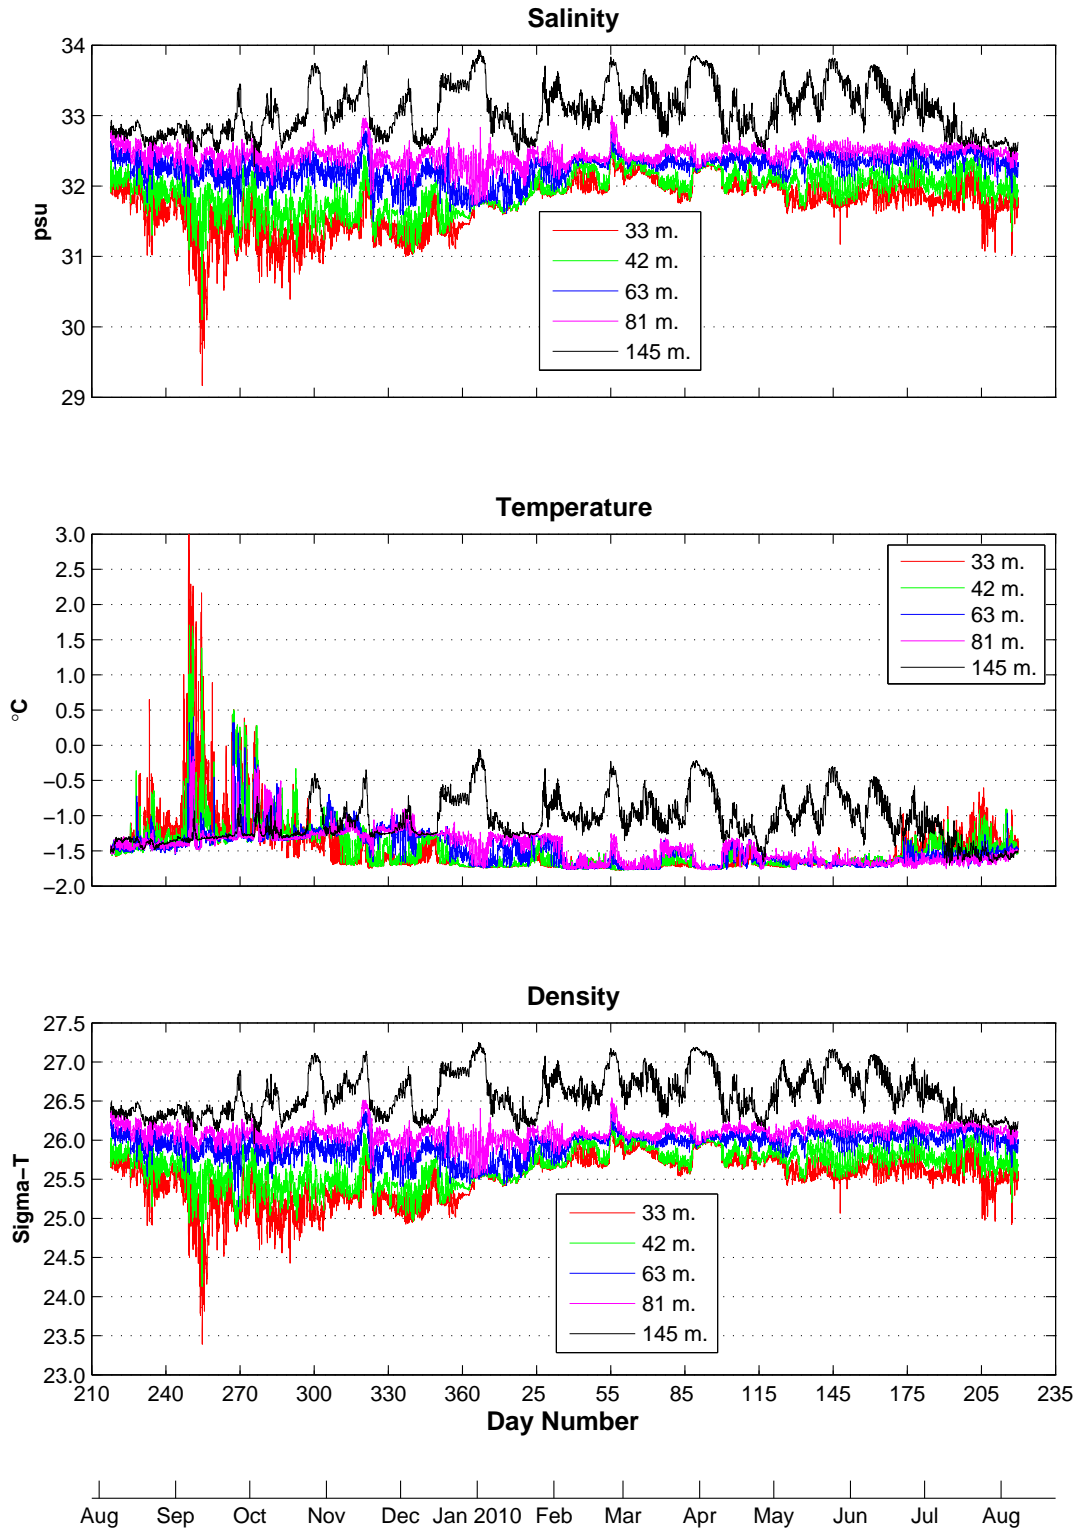 Salinity
34
33
32
31
30
29
psu
33 m.
42 m.
63 m.
81 m.
145 m.
Temperature
3.0
2.5
2.0
1.5
1.0
0.5
0.0
−0.5
−1.0
−1.5
−2.0
°C
33 m.
42 m.
63 m.
81 m.
145 m.
Density
27.5
27.0
26.5
26.0
25.5
25.0
24.5
24.0
23.5
23.0
Sigma−T
33 m.
42 m.
63 m.
81 m.
145 m.
210 240 270 300 330 360 25 55 85 115 145 175 205 235
Day Number
Aug Sep Oct Nov Dec Jan 2010 Feb Mar Apr May Jun Jul Aug